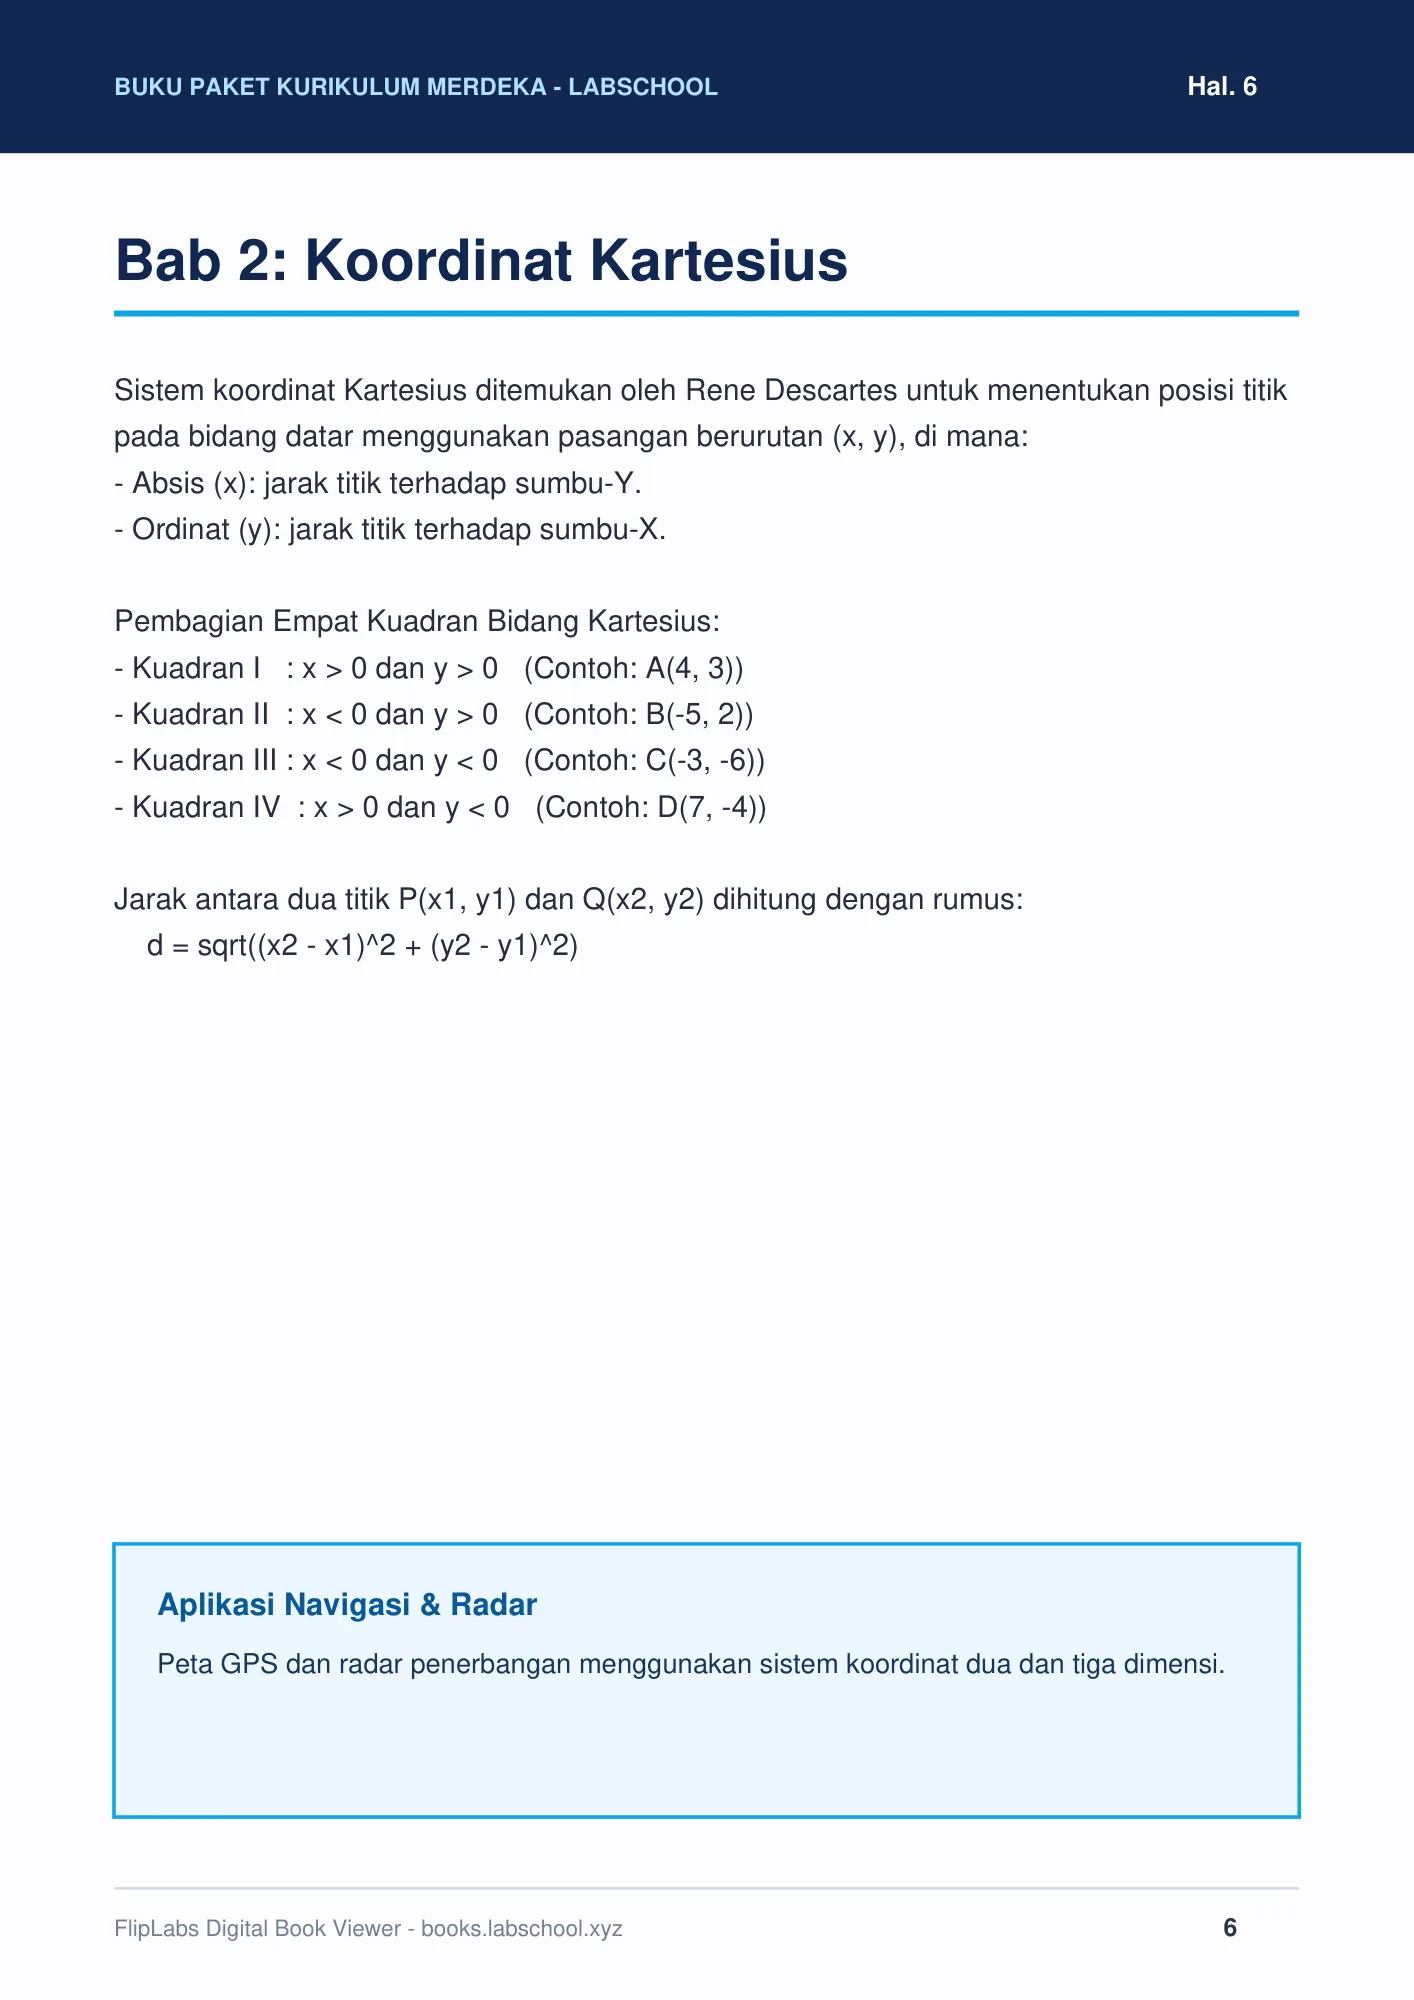 BUKU PAKET KURIKULUM MERDEKA - LABSCHOOL
Hal. 6
Bab 2: Koordinat Kartesius
Sistem koordinat Kartesius ditemukan oleh Rene Descartes untuk menentukan posisi titik
pada bidang datar menggunakan pasangan berurutan (x, y), di mana:
- Absis (x): jarak titik terhadap sumbu-Y.
- Ordinat (y): jarak titik terhadap sumbu-X.
Pembagian Empat Kuadran Bidang Kartesius:
- Kuadran I   : x > 0 dan y > 0   (Contoh: A(4, 3))
- Kuadran II  : x < 0 dan y > 0   (Contoh: B(-5, 2))
- Kuadran III : x < 0 dan y < 0   (Contoh: C(-3, -6))
- Kuadran IV  : x > 0 dan y < 0   (Contoh: D(7, -4))
Jarak antara dua titik P(x1, y1) dan Q(x2, y2) dihitung dengan rumus:
d = sqrt((x2 - x1)^2 + (y2 - y1)^2)
Aplikasi Navigasi & Radar
Peta GPS dan radar penerbangan menggunakan sistem koordinat dua dan tiga dimensi.
FlipLabs Digital Book Viewer - books.labschool.xyz
6